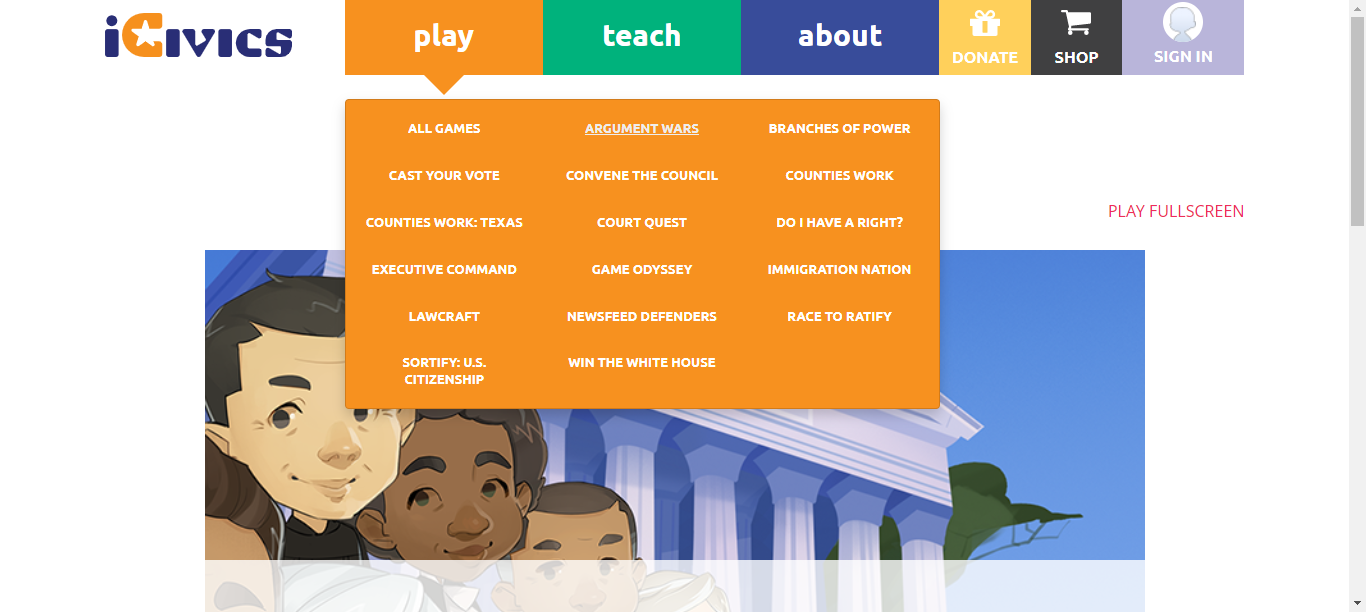 iCivics
play
teach
about
DONATE
SHOP
SIGN IN
ALL GAMES
ARGUMENT WARS
BRANCHES OF POWER
CAST YOUR VOTE
CONVENE THE COUNCIL
COUNTIES WORK
COUNTIES WORK: TEXAS
COURT QUEST
DO I HAVE A RIGHT?
PLAY FULLSCREEN
EXECUTIVE COMMAND
GAME ODYSSEY
IMMIGRATION NATION
LAWCRAFT
NEWSFEED DEFENDERS
RACE TO RATIFY
SORTIFY: U.S.
CITIZENSHIP
WIN THE WHITE HOUSE